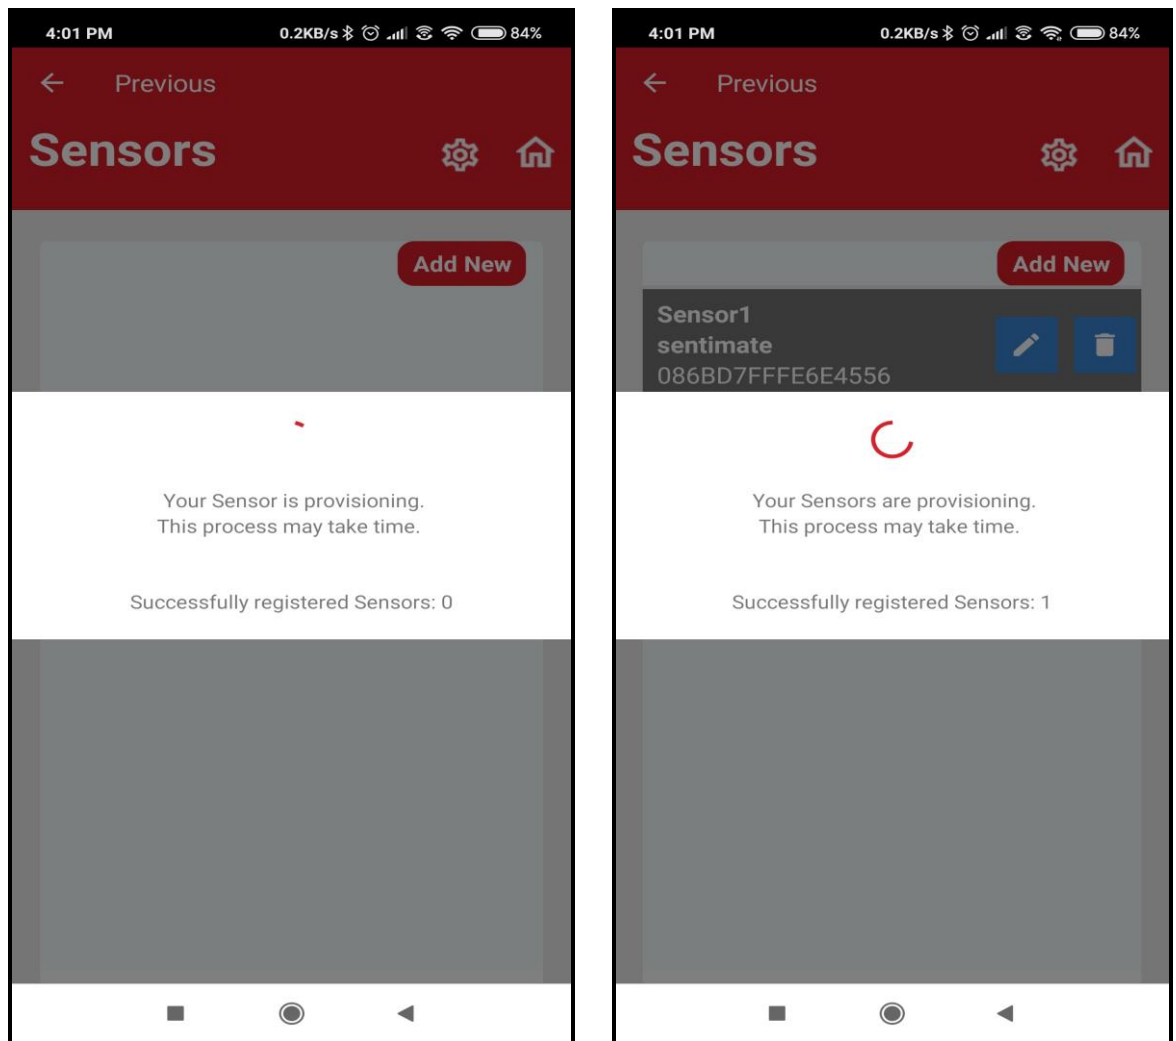 4:01 PM 0.2KB/s 84%
Previous
Sensors
Add New
Your Sensor is provisioning.
This process may take time.
Successfully registered Sensors: 0
4:01 PM 0.2KB/s 84%
Previous
Sensors
Add New
Sensor1
sentimate
086BD7FFFE6E4556
Your Sensors are provisioning.
This process may take time.
Successfully registered Sensors: 1